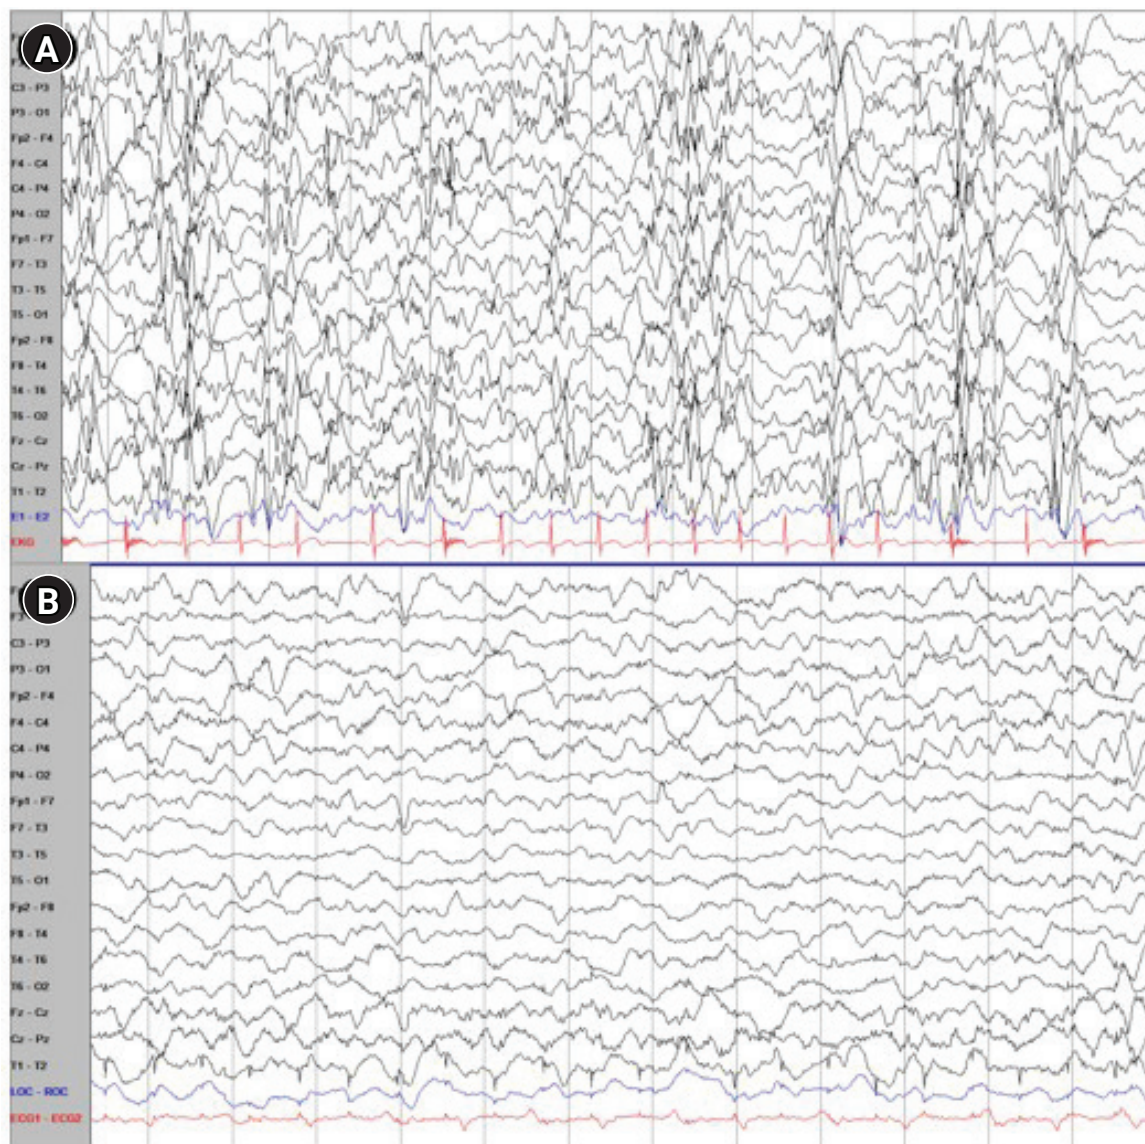 A
C3 - P3
P3 - O1
Fp2 - F4
F4 - C4
C4 - P4
P4 - O2
Fp1 - F7
F7 - T3
T3 - T5
T5 - O1
Fp2 - F8
F8 - T4
T4 - T6
T6 - O2
Fz - Cz
Cz - Pz
T1 - T2
E1 - E2
EKG
B
C3 - P3
P3 - O1
Fp2 - F4
F4 - C4
C4 - P4
P4 - O2
Fp1 - F7
F7 - T3
T3 - T5
T5 - O1
Fp2 - F8
F8 - T4
T4 - T6
T6 - O2
Fz - Cz
Cz - Pz
T1 - T2
LOC - ROC
ECG1 - ECG2